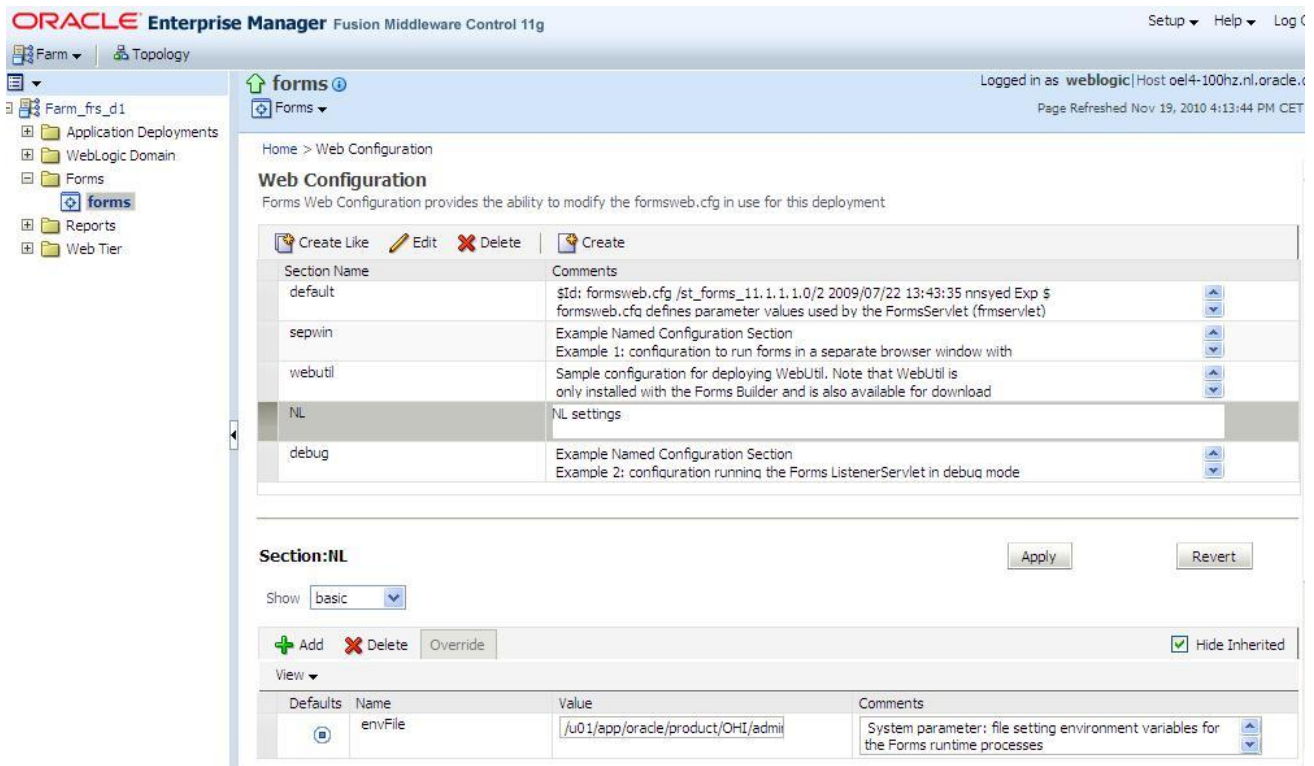 ORACLE Enterprise Manager Fusion Middleware Control 11g
Setup Help Log
Farm Topology
Farm_frs_d1
Application Deployments
WebLogic Domain
Forms
forms
Reports
Web Tier
forms
Logged in as weblogic|Host oel4-100hz.nl.oracle.
Forms
Page Refreshed Nov 19, 2010 4:13:44 PM CET
Home > Web Configuration
Web Configuration
Forms Web Configuration provides the ability to modify the formsweb.cfg in use for this deployment
Create Like Edit Delete Create
Section Name Comments
default $Id: formsweb.cfg /st_forms_11.1.1.1.0/2 2009/07/22 13:43:35 nnsyed Exp $
formsweb.cfg defines parameter values used by the FormsServlet (frmservlet)
sepwin Example Named Configuration Section
Example 1: configuration to run forms in a separate browser window with
webutil Sample configuration for deploying WebUtil. Note that WebUtil is
only installed with the Forms Builder and is also available for download
NL NL settings
debug Example Named Configuration Section
Example 2: configuration running the Forms ListenerServlet in debug mode
Section:NL Apply Revert
Show basic
Add Delete Override Hide Inherited
View
Defaults Name Value Comments
envFile /u01/app/oracle/product/OHI/admi System parameter: file setting environment variables for
the Forms runtime processes